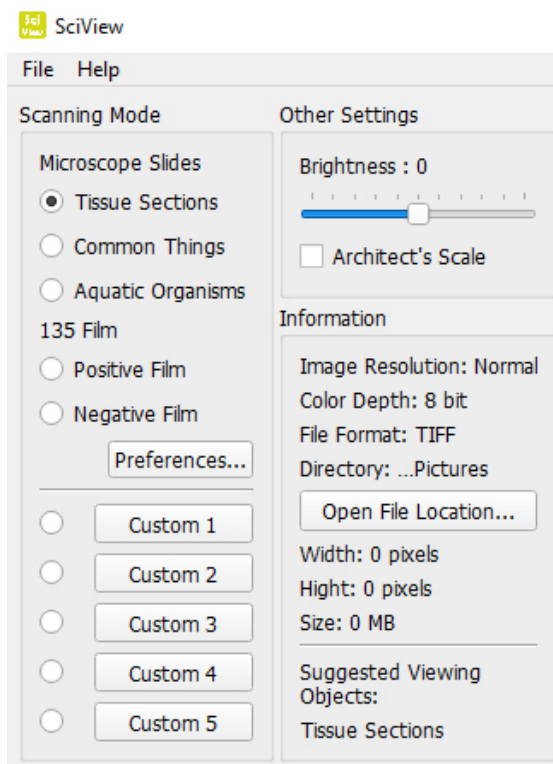 Sci View
SciView
File Help
Scanning Mode
Microscope Slides
Tissue Sections
Common Things
Aquatic Organisms
135 Film
Positive Film
Negative Film
Preferences...
Custom 1
Custom 2
Custom 3
Custom 4
Custom 5
Other Settings
Brightness : 0
Architect's Scale
Information
Image Resolution: Normal
Color Depth: 8 bit
File Format: TIFF
Directory: ...Pictures
Open File Location...
Width: 0 pixels
Hight: 0 pixels
Size: 0 MB
Suggested Viewing
Objects:
Tissue Sections